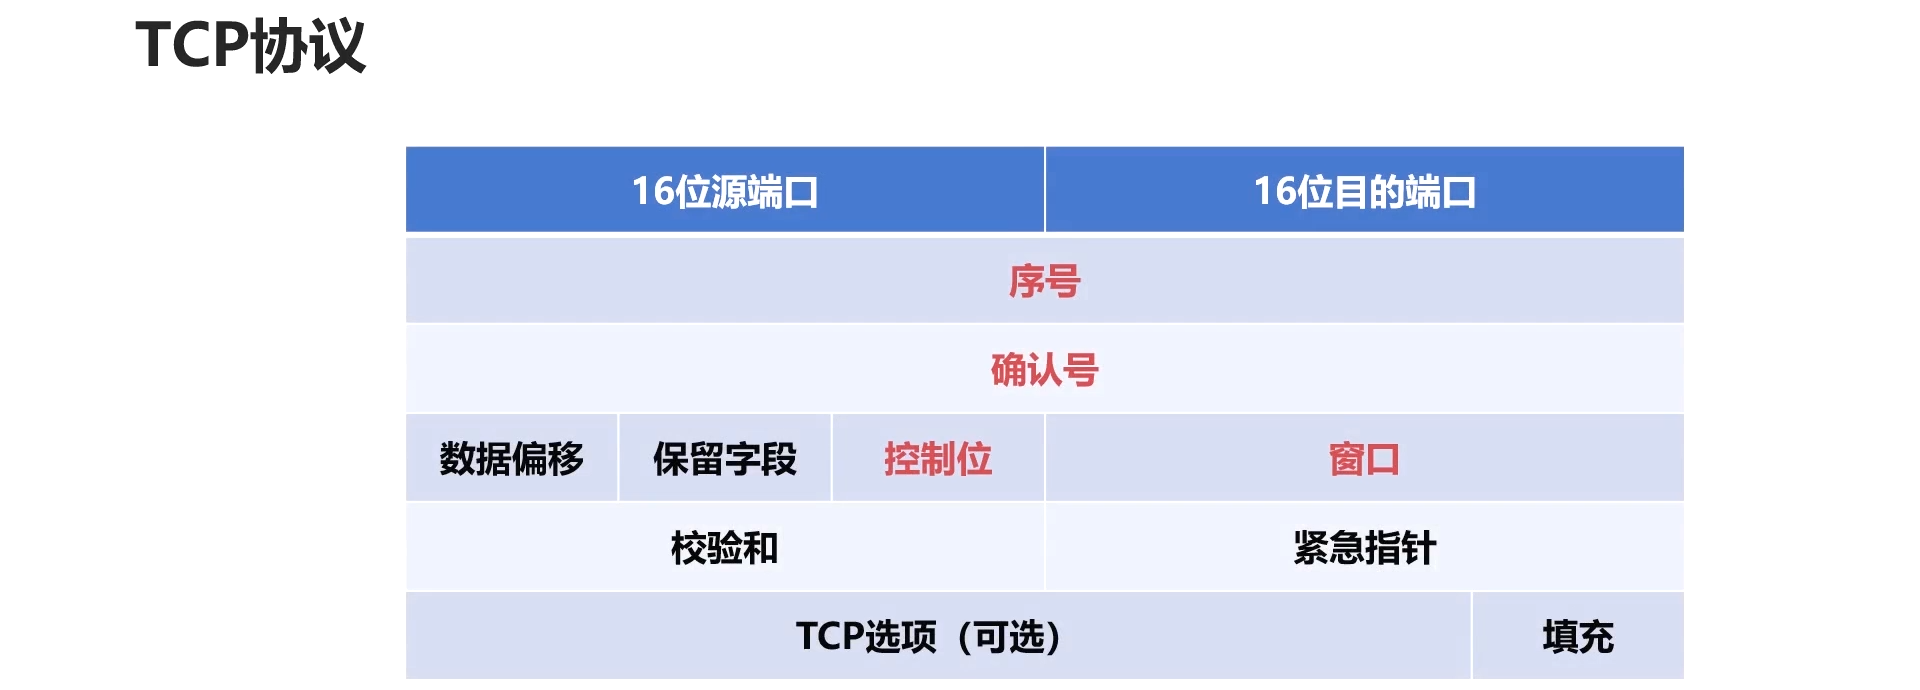 TCP协议
16位源端口 16位目的端口
序号
确认号
数据偏移 保留字段 控制位 窗口
校验和 紧急指针
TCP选项（可选） 填充